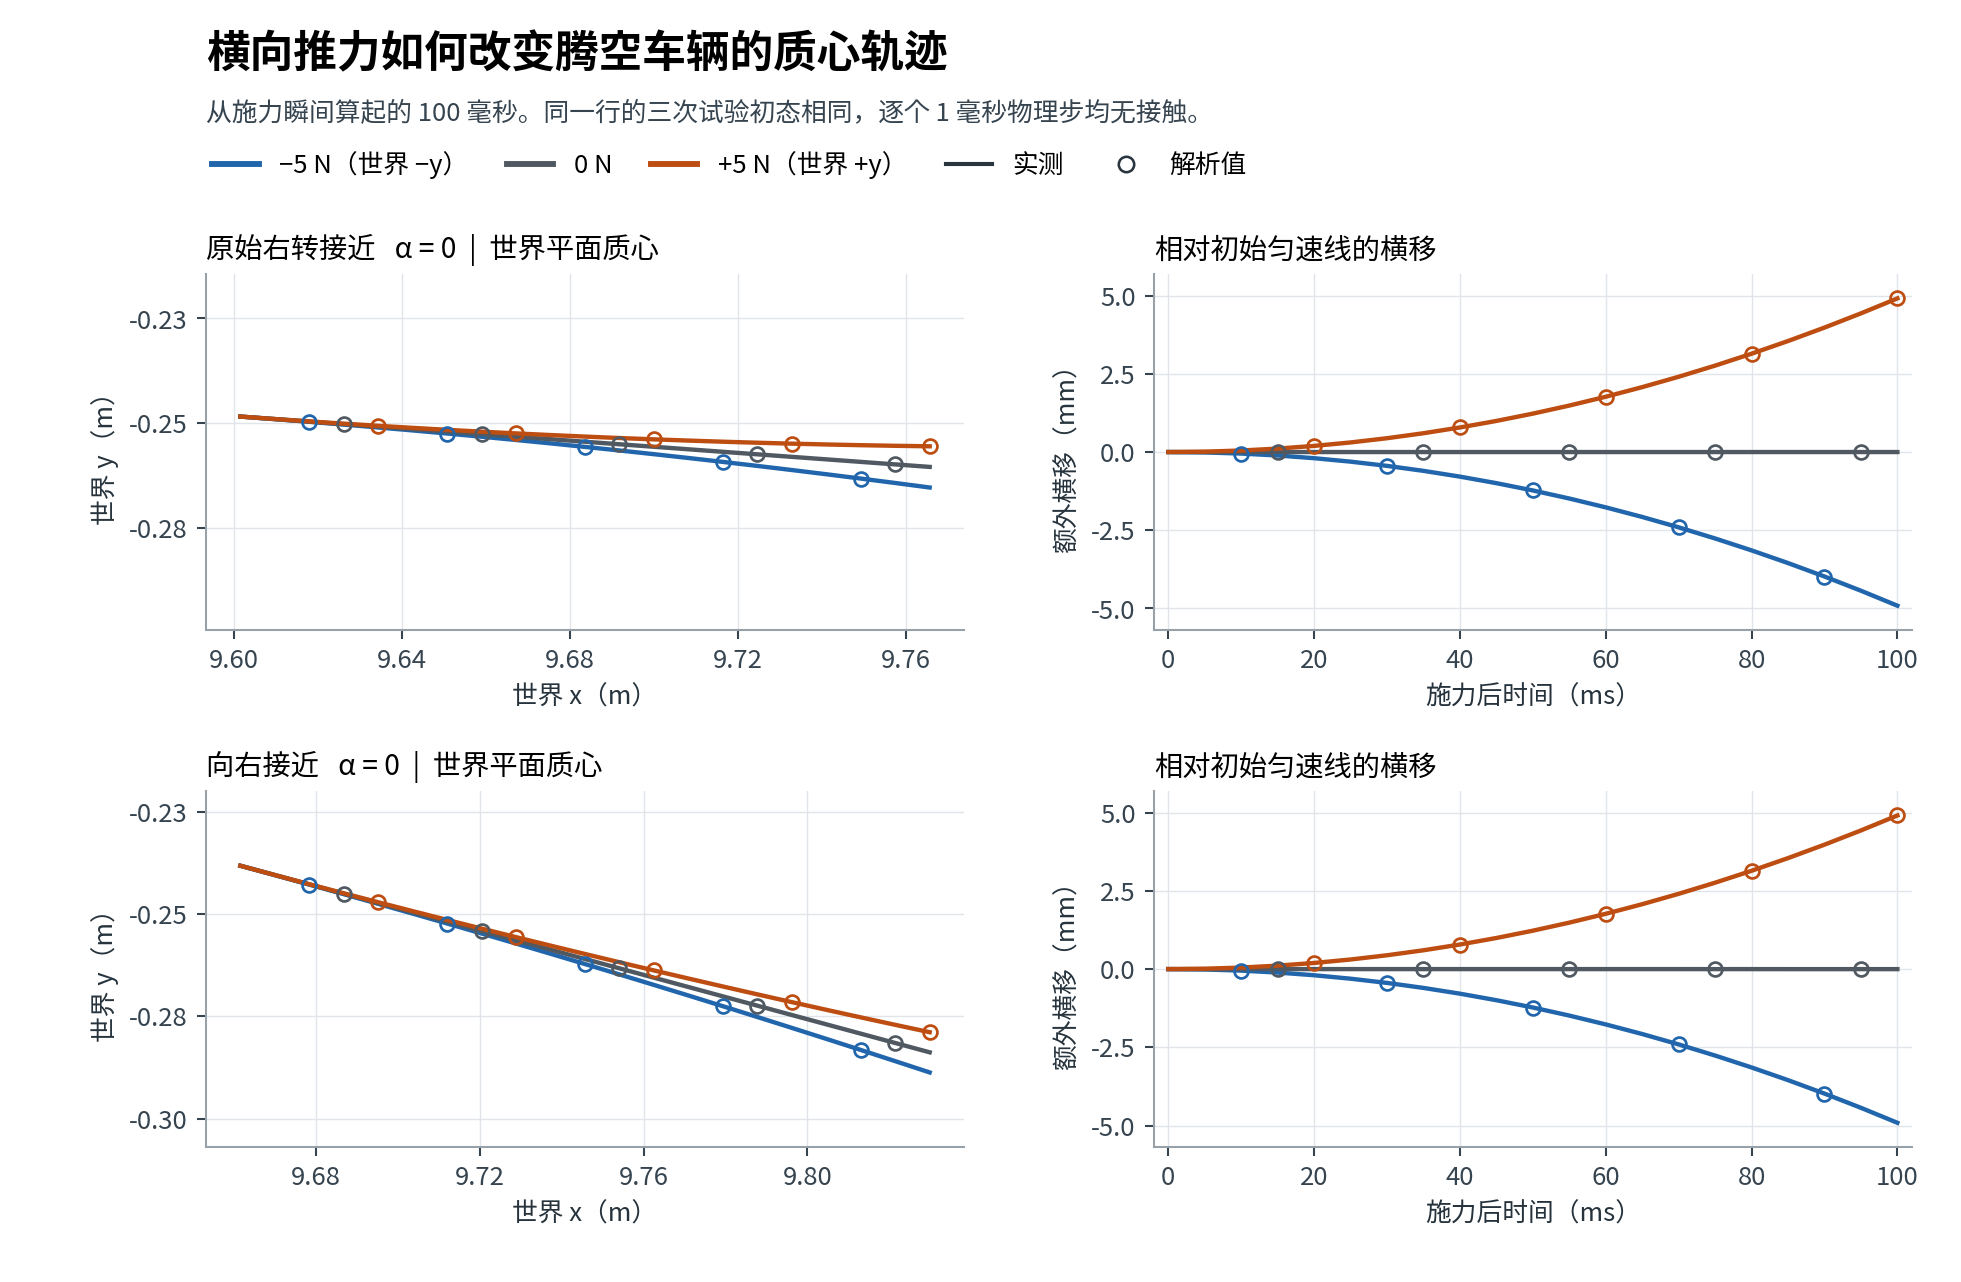 横向推力如何改变腾空车辆的质心轨迹
从施力瞬间算起的 100 毫秒。同一行的三次试验初态相同，逐个 1 毫秒物理步均无接触。
−5 N（世界 −y） 0 N +5 N（世界 +y） 实测 解析值
原始右转接近 α = 0 | 世界平面质心
-0.23
-0.25
-0.28
世界 y（m）
9.60 9.64 9.68 9.72 9.76
世界 x（m）
相对初始匀速线的横移
5.0
2.5
0.0
-2.5
-5.0
额外横移（mm）
0 20 40 60 80 100
施力后时间（ms）
向右接近 α = 0 | 世界平面质心
-0.23
-0.25
-0.28
-0.30
世界 y（m）
9.68 9.72 9.76 9.80
世界 x（m）
相对初始匀速线的横移
5.0
2.5
0.0
-2.5
-5.0
额外横移（mm）
0 20 40 60 80 100
施力后时间（ms）